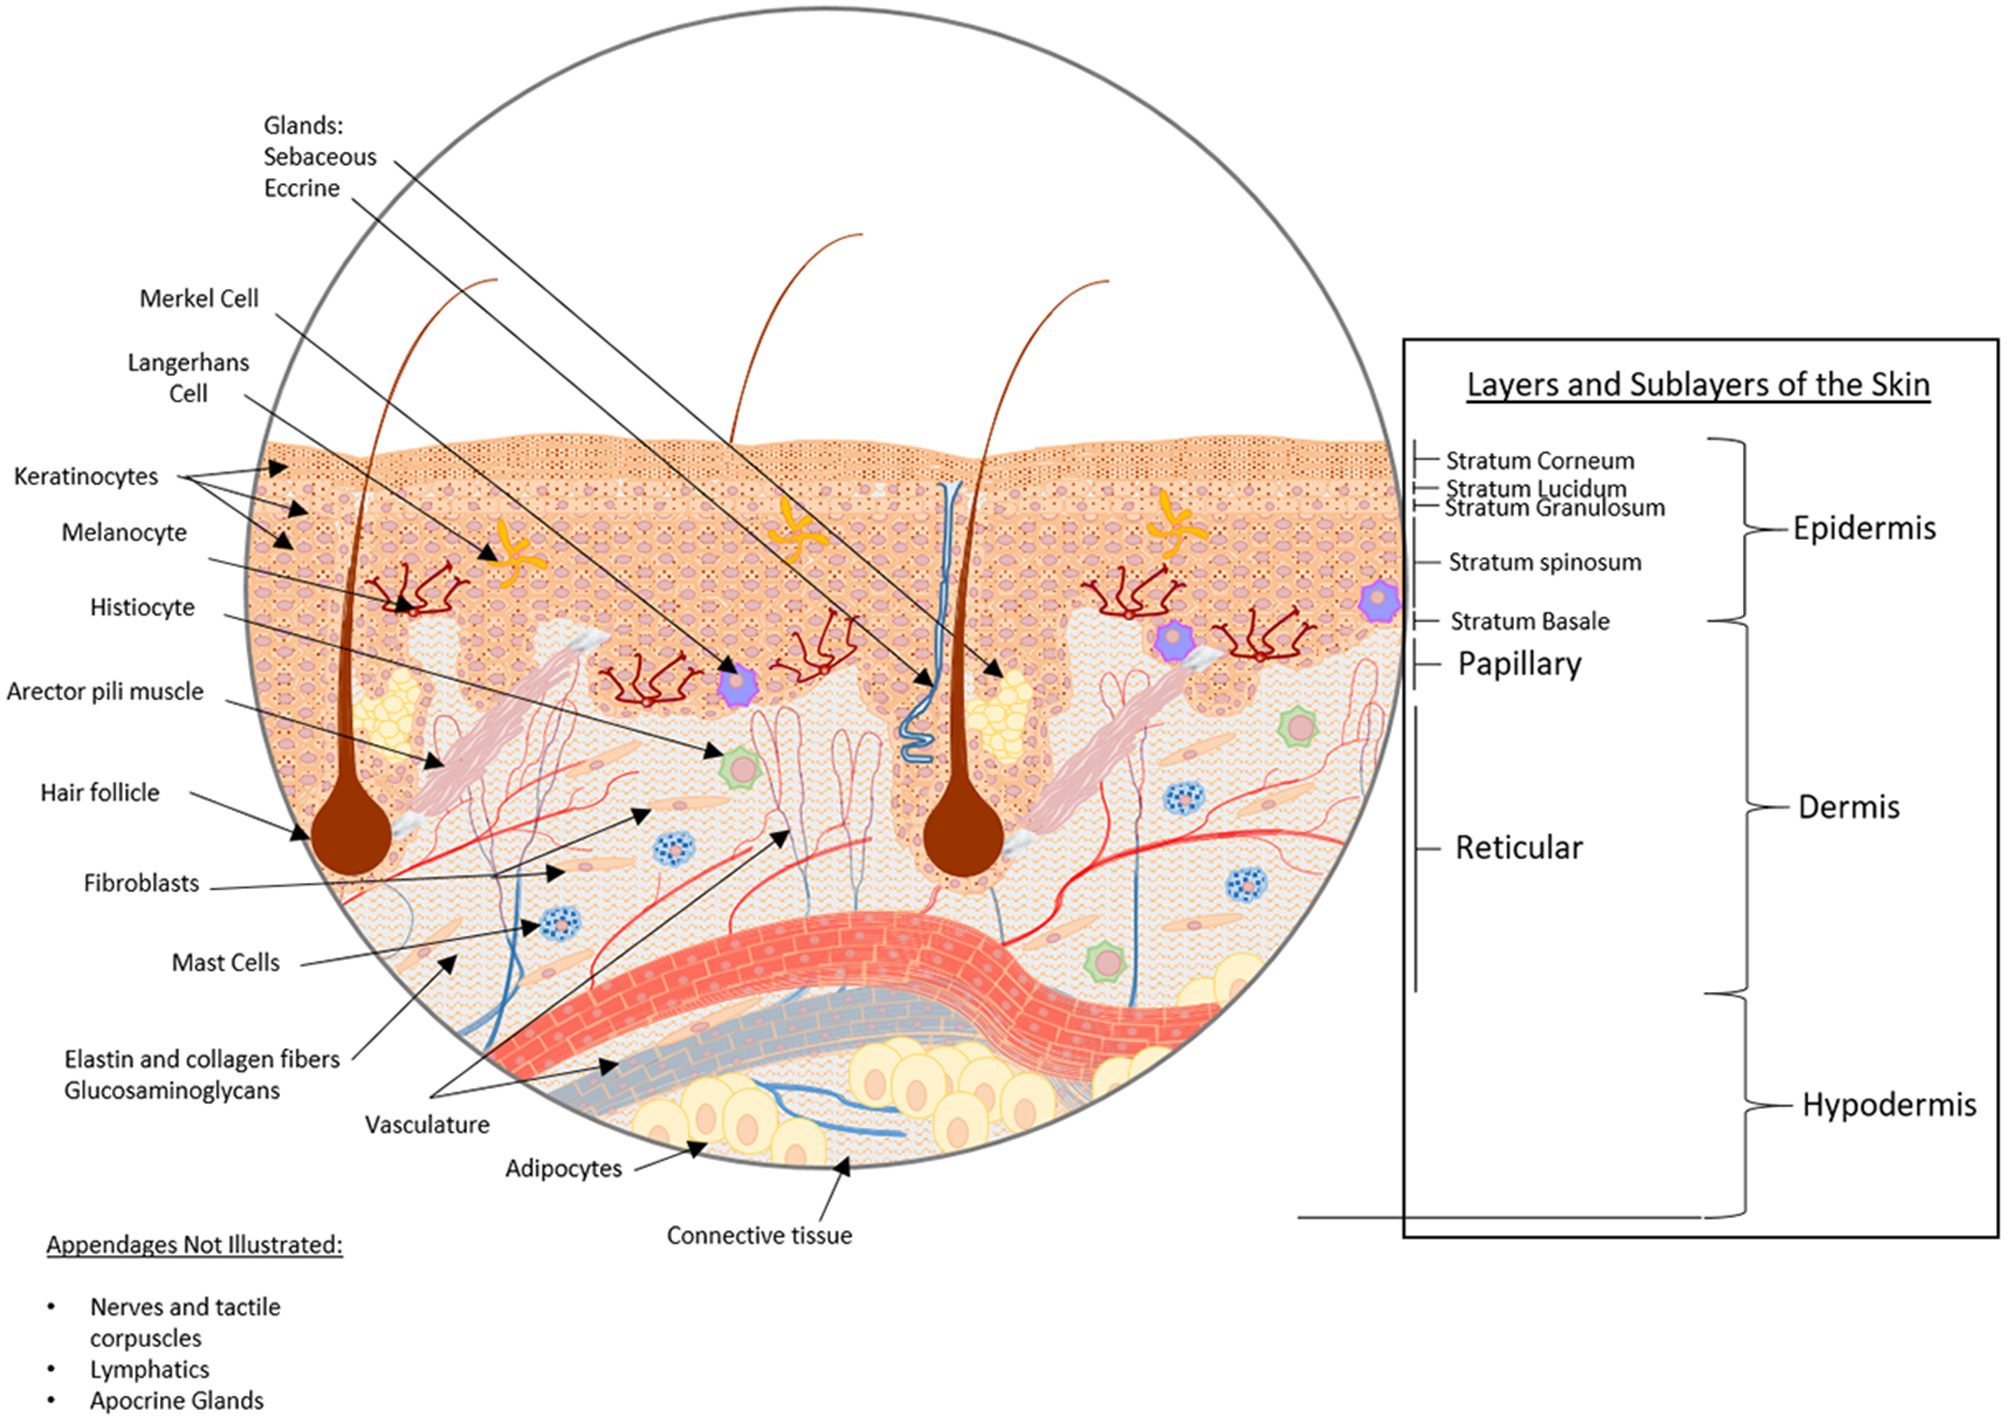 Glands:
Sebaceous
Eccrine
Merkel Cell
Langerhans
Cell
Keratinocytes
Melanocyte
Histiocyte
Arector pili muscle
Hair follicle
Fibroblasts
Mast Cells
Elastin and collagen fibers
Glucosaminoglycans
Vasculature
Adipocytes
Connective tissue
Layers and Sublayers of the Skin
Stratum Corneum
Stratum Lucidum
Stratum Granulosum
Stratum spinosum
Stratum Basale
Papillary
Reticular
Epidermis
Dermis
Hypodermis
Appendages Not Illustrated:
• Nerves and tactile
corpuscles
• Lymphatics
• Apocrine Glands